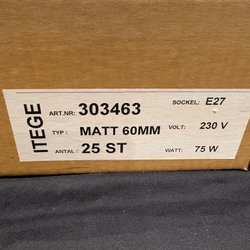 ITEGE
ART.NR: 303463 SOCKEL: E27
TYP: MATT 60MM VOLT: 230 V
ANTAL: 25 ST WATT: 75 W